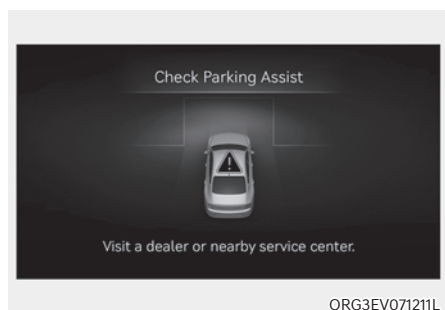 Check Parking Assist
Visit a dealer or nearby service center.
ORG3EV071211L